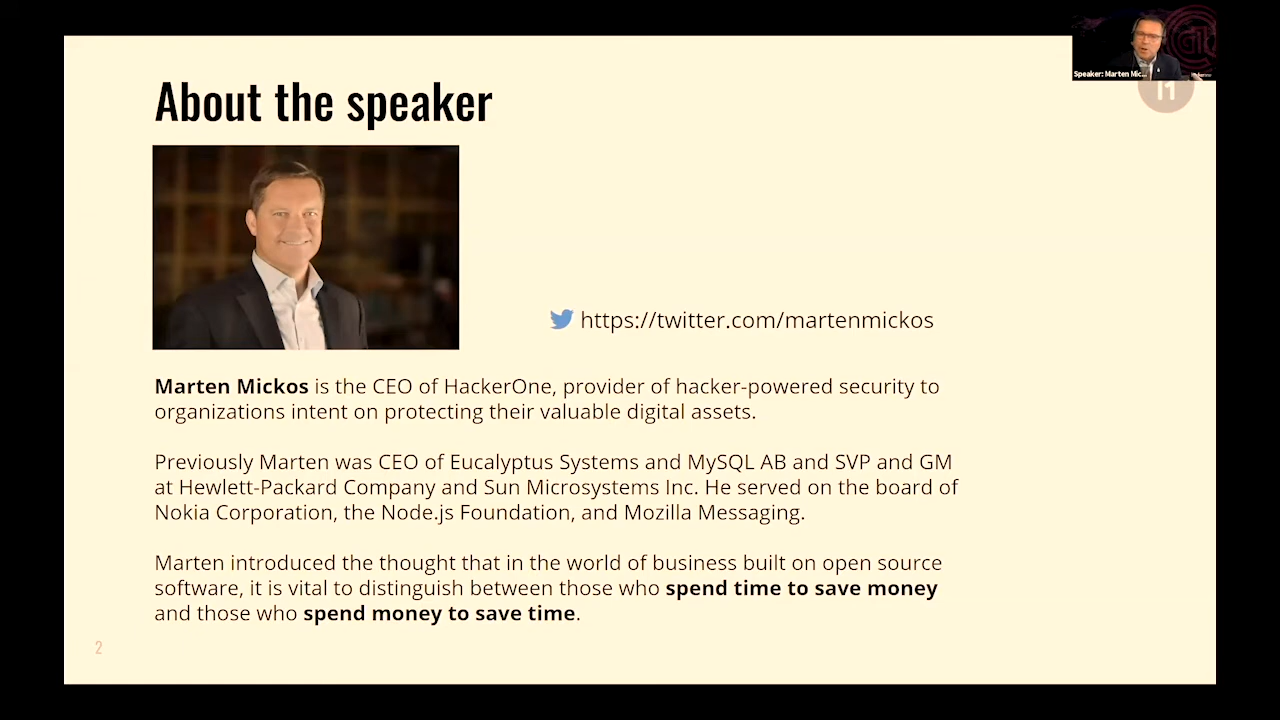 Speaker: Marten Mic...
About the speaker
https://twitter.com/martenmickos
Marten Mickos is the CEO of HackerOne, provider of hacker-powered security to
organizations intent on protecting their valuable digital assets.
Previously Marten was CEO of Eucalyptus Systems and MySQL AB and SVP and GM
at Hewlett-Packard Company and Sun Microsystems Inc. He served on the board of
Nokia Corporation, the Node.js Foundation, and Mozilla Messaging.
Marten introduced the thought that in the world of business built on open source
software, it is vital to distinguish between those who spend time to save money
and those who spend money to save time.
2